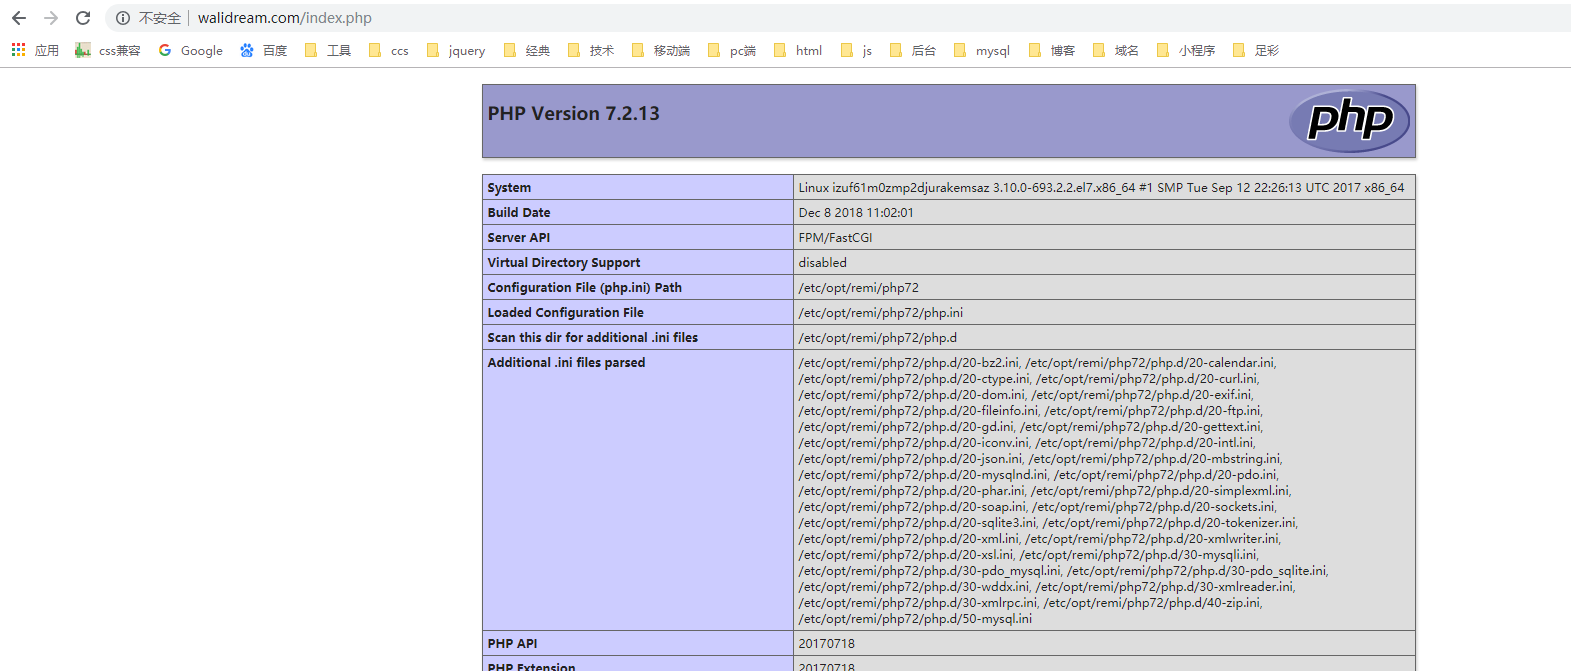 不安全 walidream.com/index.php
应用 css兼容 Google 百度 工具 ccs jquery 经典 技术 移动端 pc端 html js 后台 mysql 博客 域名 小程序 足彩
PHP Version 7.2.13
php
System Linux izuf61m0zmp2djurakemsaz 3.10.0-693.2.2.el7.x86_64 #1 SMP Tue Sep 12 22:26:13 UTC 2017 x86_64
Build Date Dec 8 2018 11:02:01
Server API FPM/FastCGI
Virtual Directory Support disabled
Configuration File (php.ini) Path /etc/opt/remi/php72
Loaded Configuration File /etc/opt/remi/php72/php.ini
Scan this dir for additional .ini files /etc/opt/remi/php72/php.d
Additional .ini files parsed /etc/opt/remi/php72/php.d/20-bz2.ini, /etc/opt/remi/php72/php.d/20-calendar.ini,
/etc/opt/remi/php72/php.d/20-ctype.ini, /etc/opt/remi/php72/php.d/20-curl.ini,
/etc/opt/remi/php72/php.d/20-dom.ini, /etc/opt/remi/php72/php.d/20-exif.ini,
/etc/opt/remi/php72/php.d/20-fileinfo.ini, /etc/opt/remi/php72/php.d/20-ftp.ini,
/etc/opt/remi/php72/php.d/20-gd.ini, /etc/opt/remi/php72/php.d/20-gettext.ini,
/etc/opt/remi/php72/php.d/20-iconv.ini, /etc/opt/remi/php72/php.d/20-intl.ini,
/etc/opt/remi/php72/php.d/20-json.ini, /etc/opt/remi/php72/php.d/20-mbstring.ini,
/etc/opt/remi/php72/php.d/20-mysqlnd.ini, /etc/opt/remi/php72/php.d/20-pdo.ini,
/etc/opt/remi/php72/php.d/20-phar.ini, /etc/opt/remi/php72/php.d/20-simplexml.ini,
/etc/opt/remi/php72/php.d/20-soap.ini, /etc/opt/remi/php72/php.d/20-sockets.ini,
/etc/opt/remi/php72/php.d/20-sqlite3.ini, /etc/opt/remi/php72/php.d/20-tokenizer.ini,
/etc/opt/remi/php72/php.d/20-xml.ini, /etc/opt/remi/php72/php.d/20-xmlwriter.ini,
/etc/opt/remi/php72/php.d/20-xsl.ini, /etc/opt/remi/php72/php.d/30-mysqli.ini,
/etc/opt/remi/php72/php.d/30-pdo_mysql.ini, /etc/opt/remi/php72/php.d/30-pdo_sqlite.ini,
/etc/opt/remi/php72/php.d/30-wddx.ini, /etc/opt/remi/php72/php.d/30-xmlreader.ini,
/etc/opt/remi/php72/php.d/30-xmlrpc.ini, /etc/opt/remi/php72/php.d/40-zip.ini,
/etc/opt/remi/php72/php.d/50-mysql.ini
PHP API 20170718
PHP Extension 20170718